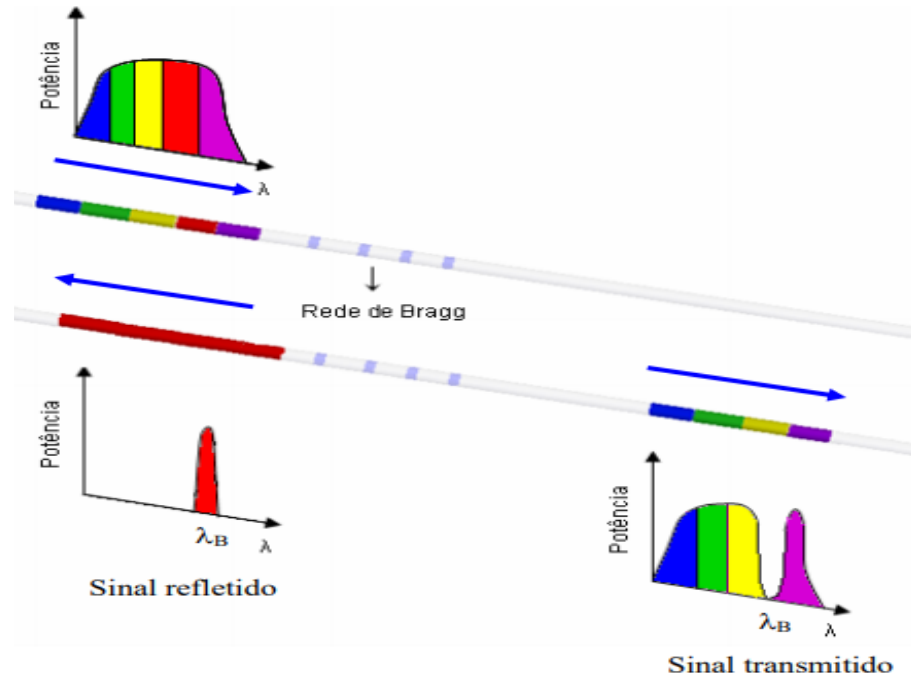 Potência
λ
Rede de Bragg
Potência
λB
λ
Sinal refletido
Potência
λB
λ
Sinal transmitido